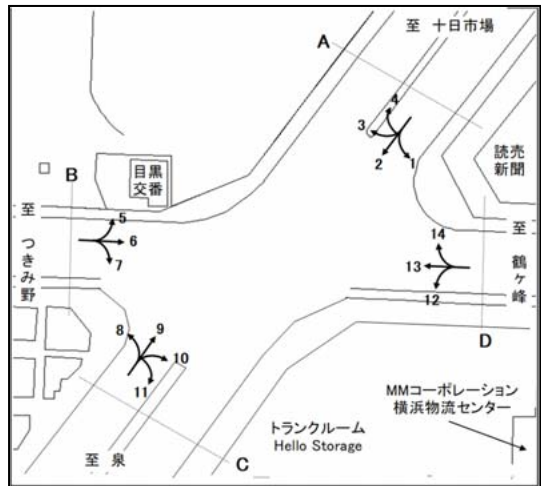 A
至 十日市場
4
3
2
1
読売
新聞
目黒
交番
B
至
つきみ野
5
6
7
14
13
12
至
鶴ヶ峰
D
8
9
10
11
MMコーポレーション
横浜物流センター
トランクルーム
Hello Storage
至 泉
C